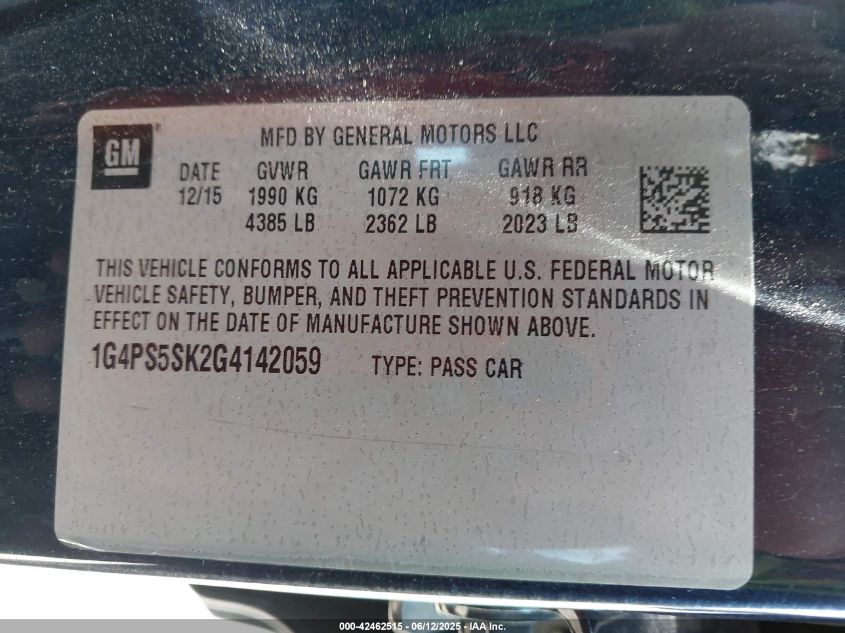 GM ® MFD BY GENERAL MOTORS LLC
DATE GVWR GAWR FRT GAWR RR
12/15 1990 KG 1072 KG 918 KG
4385 LB 2362 LB 2023 LB
THIS VEHICLE CONFORMS TO ALL APPLICABLE U.S. FEDERAL MOTOR
VEHICLE SAFETY, BUMPER, AND THEFT PREVENTION STANDARDS IN
EFFECT ON THE DATE OF MANUFACTURE SHOWN ABOVE.
1G4PS5SK2G4142059 TYPE: PASS CAR
000-42462515 - 06/12/2025 - IAA Inc.